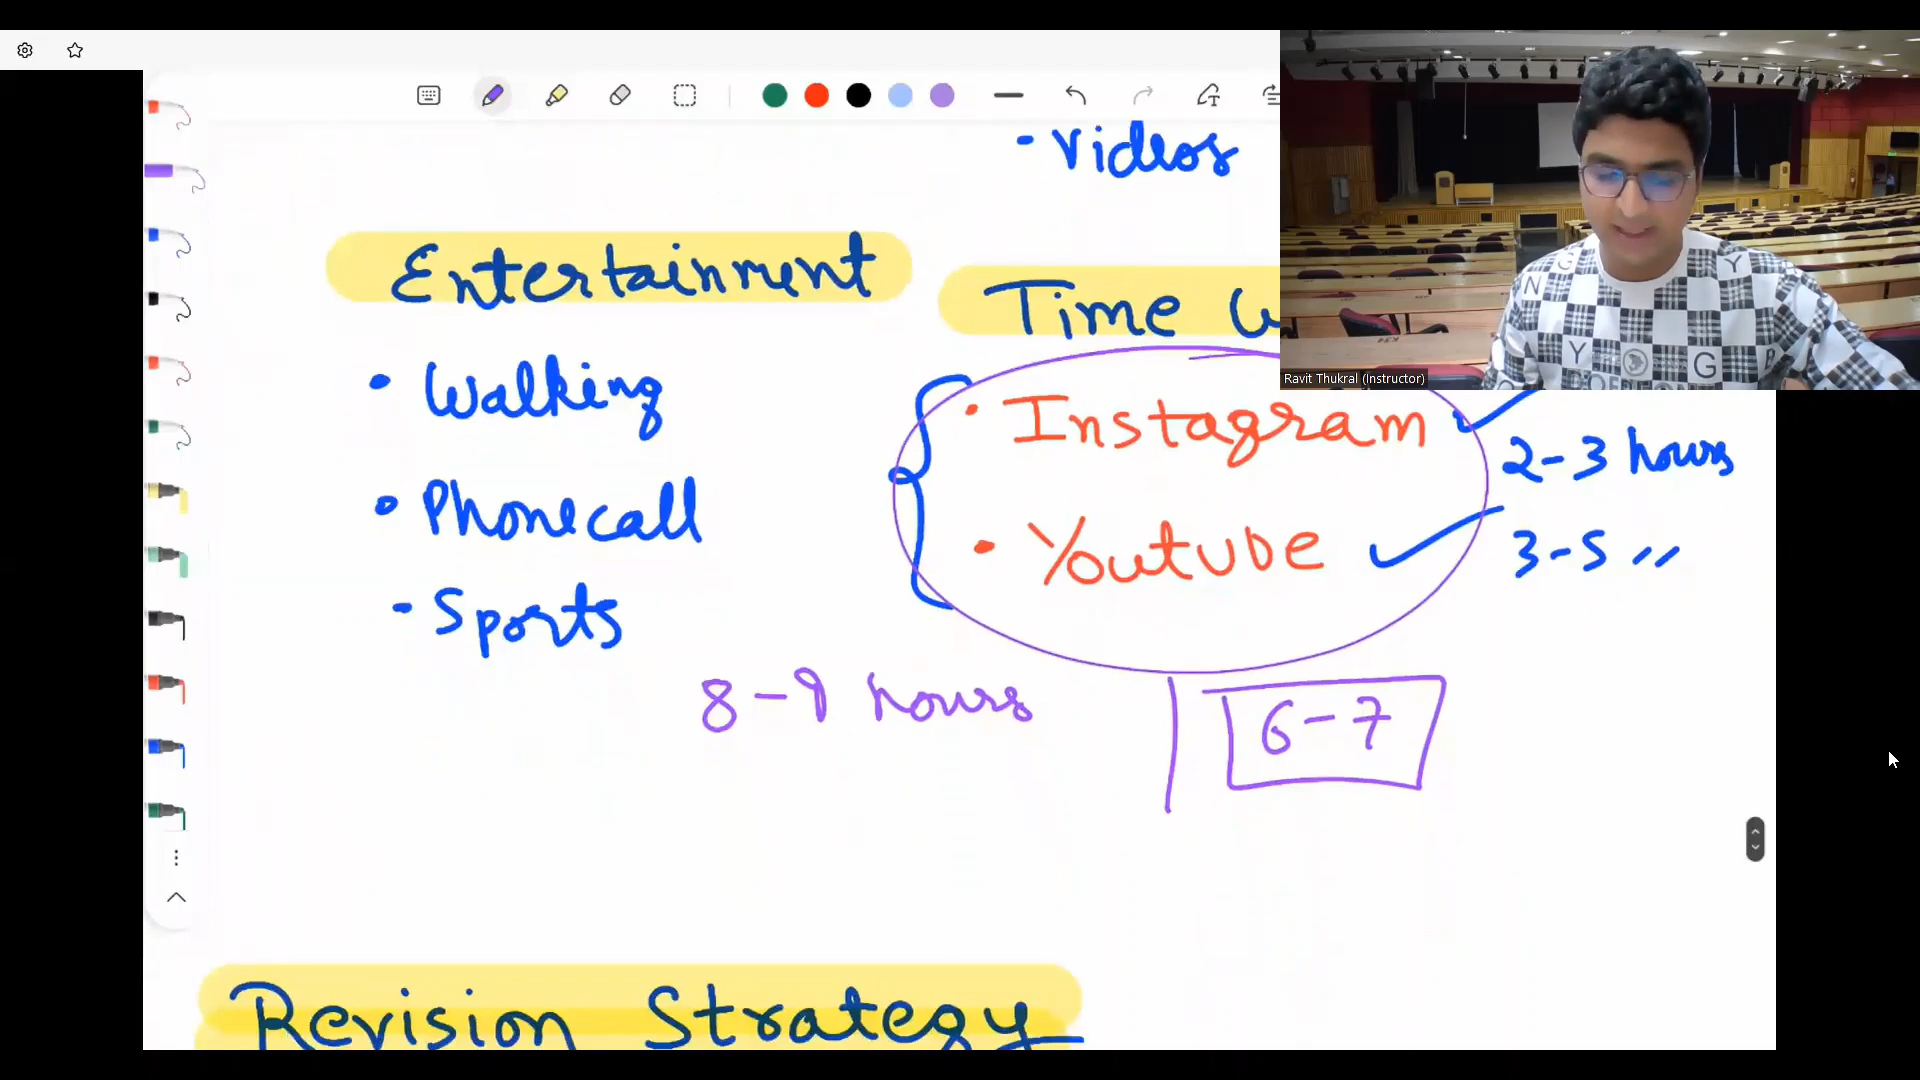 • Videos
Entertainment
Time W
• Walking
• Instagram
2-3 hours
• Phonecall
• Youtube
3-5 〃
• Sports
8-9 hours
6-7
Revision Strategy
Ravit Thukral (Instructor)